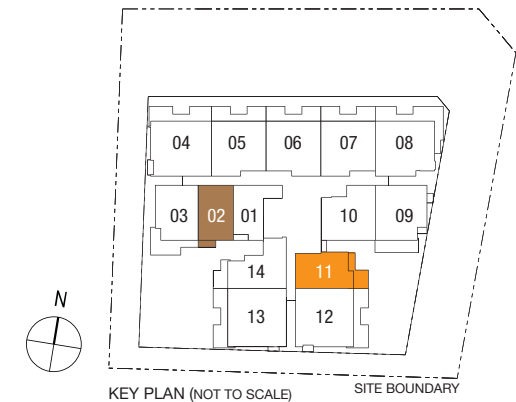 04 05 06 07 08
03 02 01 10 09
14 11
13 12
N
KEY PLAN (NOT TO SCALE)
SITE BOUNDARY